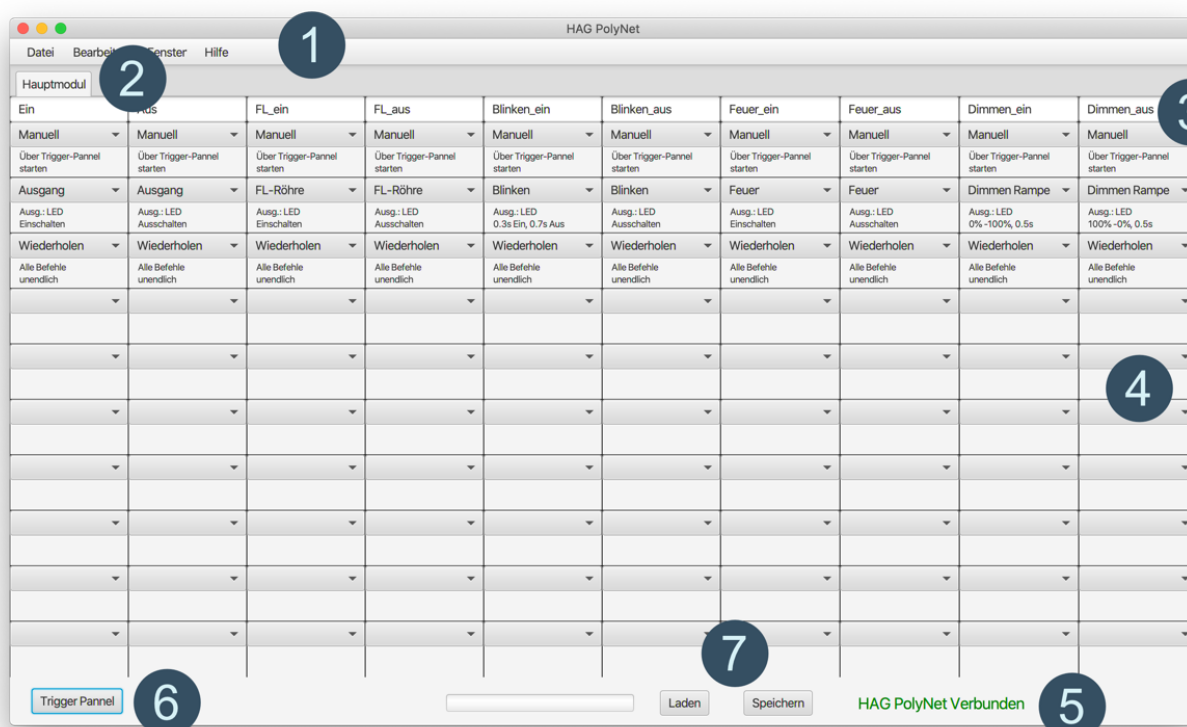 HAG PolyNet
1
Datei Fenster Hilfe
2
Hauptmodul
Ein FL_ein FL_aus Blinken_ein Blinken_aus Feuer_ein Feuer_aus Dimmen_ein Dimmen_aus
3
Manuell Manuell Manuell Manuell Manuell Manuell Manuell Manuell Manuell Manuell
Über Trigger-Pannel Über Trigger-Pannel Über Trigger-Pannel Über Trigger-Pannel Über Trigger-Pannel Über Trigger-Pannel Über Trigger-Pannel Über Trigger-Pannel Über Trigger-Pannel Über Trigger-Pannel
starten starten starten starten starten starten starten starten starten starten
Ausgang Ausgang FL-Röhre FL-Röhre Blinken Blinken Feuer Feuer Dimmen Rampe Dimmen Rampe
Ausg.: LED Ausg.: LED Ausg.: LED Ausg.: LED Ausg.: LED Ausg.: LED Ausg.: LED Ausg.: LED Ausg.: LED Ausg.: LED
Einschalten Ausschalten Einschalten Ausschalten 0.3s Ein, 0.7s Aus Ausschalten Einschalten Ausschalten 0% -100%, 0.5s 100% -0%, 0.5s
Wiederholen Wiederholen Wiederholen Wiederholen Wiederholen Wiederholen Wiederholen Wiederholen Wiederholen Wiederholen
Alle Befehle Alle Befehle Alle Befehle Alle Befehle Alle Befehle Alle Befehle Alle Befehle Alle Befehle Alle Befehle Alle Befehle
unendlich unendlich unendlich unendlich unendlich unendlich unendlich unendlich unendlich unendlich
4
7
Trigger Pannel 6 Laden Speichern HAG PolyNet Verbunden 5